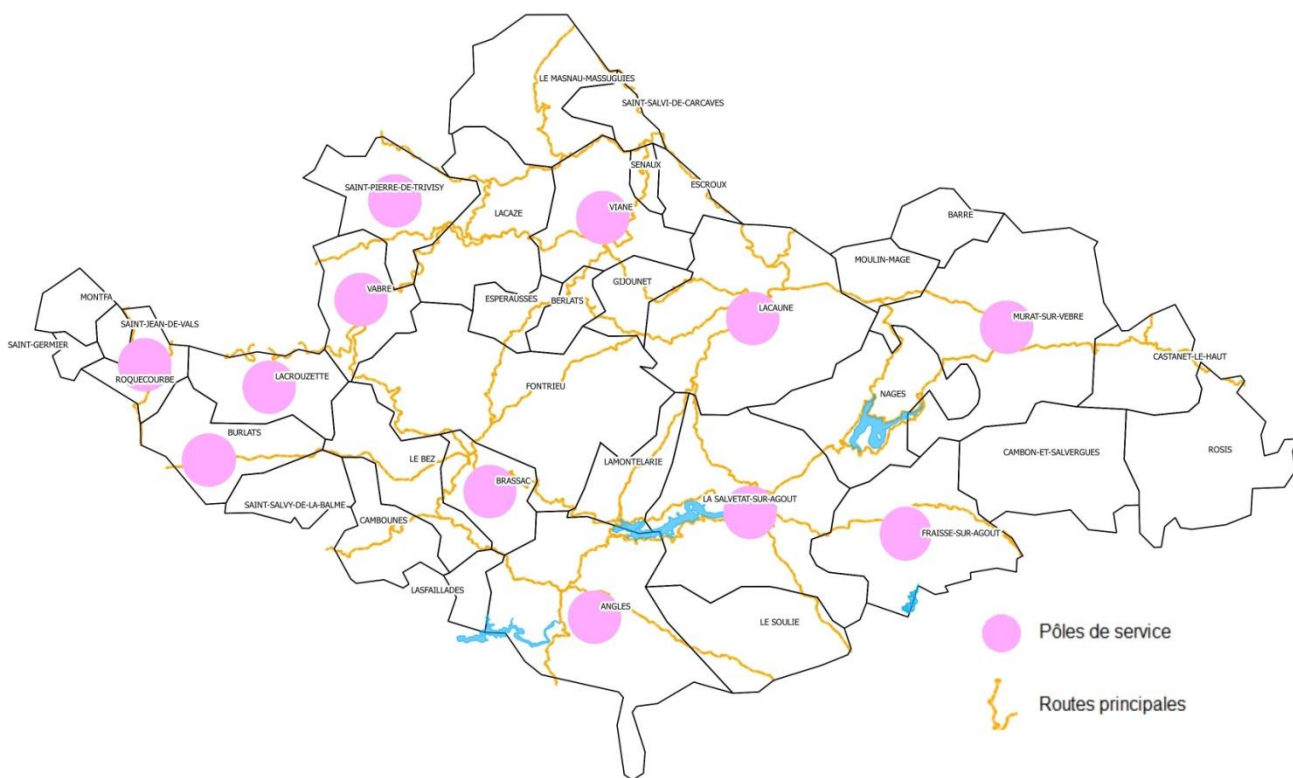 LE MASNAU-MASSUGUIES
SAINT-SALVI-DE-CARCAVES
SENAUX
SAINT-PIERRE-DE-TRIVISY
ESCROUX
VIANE
LACAZE
BARRE
MOULIN-MAGE
GIJOUNET
VABRE
MONTFA
ESPERAUSSES
BERLATS
LACAUNE
MURAT-SUR-VEBRE
SAINT-JEAN-DE-VALS
SAINT-GERMIER
CASTANET-LE-HAUT
ROQUECOURBE
LACROUZETTE
FONTRIEU
NAGES
BURLATS
LE BEZ
LAMONTELARIE
CAMBON-ET-SALVERGUES
ROSIS
BRASSAC
LA SALVETAT-SUR-AGOUT
SAINT-SALVY-DE-LA-BALME
CAMBOUNES
FRAISSE-SUR-AGOUT
LASFAILLADES
ANGLES
LE SOULIE
Pôles de service
Routes principales